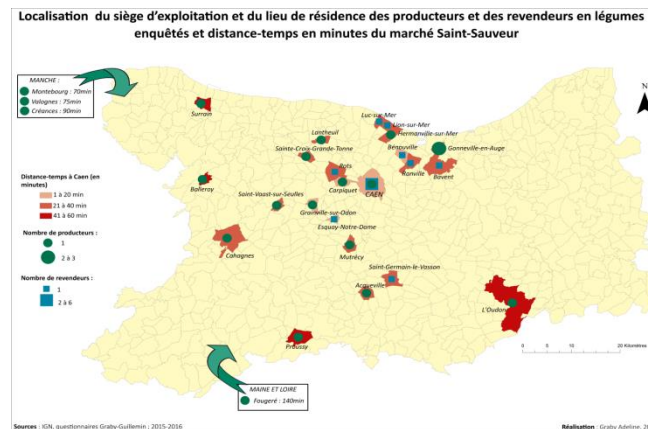 Localisation du siège d'exploitation et du lieu de résidence des producteurs et des revendeurs en légumes
enquêtés et distance-temps en minutes du marché Saint-Sauveur
MANCHE :
Montebourg : 70min
Valognes : 75min
Créances : 90min
N
Surrain
Luc-sur-Mer
Lion-sur-Mer
Hermanville-sur-Mer
Lantheuil
Sainte-Croix-Grande-Tonne
Bénouville
Gonneville-en-Auge
Ranville
Bavent
Rots
Carpiquet
CAEN
Balleroy
Saint-Vaast-sur-Seulles
Grainville-sur-Odon
Esquay-Notre-Dame
Cahagnes
Mutrécy
Saint-Germain-le-Vasson
Acqueville
L'Oudon
Proussy
Distance-temps à Caen (en
minutes)
1 à 20 min
21 à 40 min
41 à 60 min
Nombre de producteurs :
1
2 à 3
Nombre de revendeurs :
1
2 à 6
0 5 10 20 Kilomètres
MAINE ET LOIRE
Fougeré : 140min
Sources : IGN, questionnaires Graby-Guillemin ; 2015-2016
Réalisation : Graby Adeline,